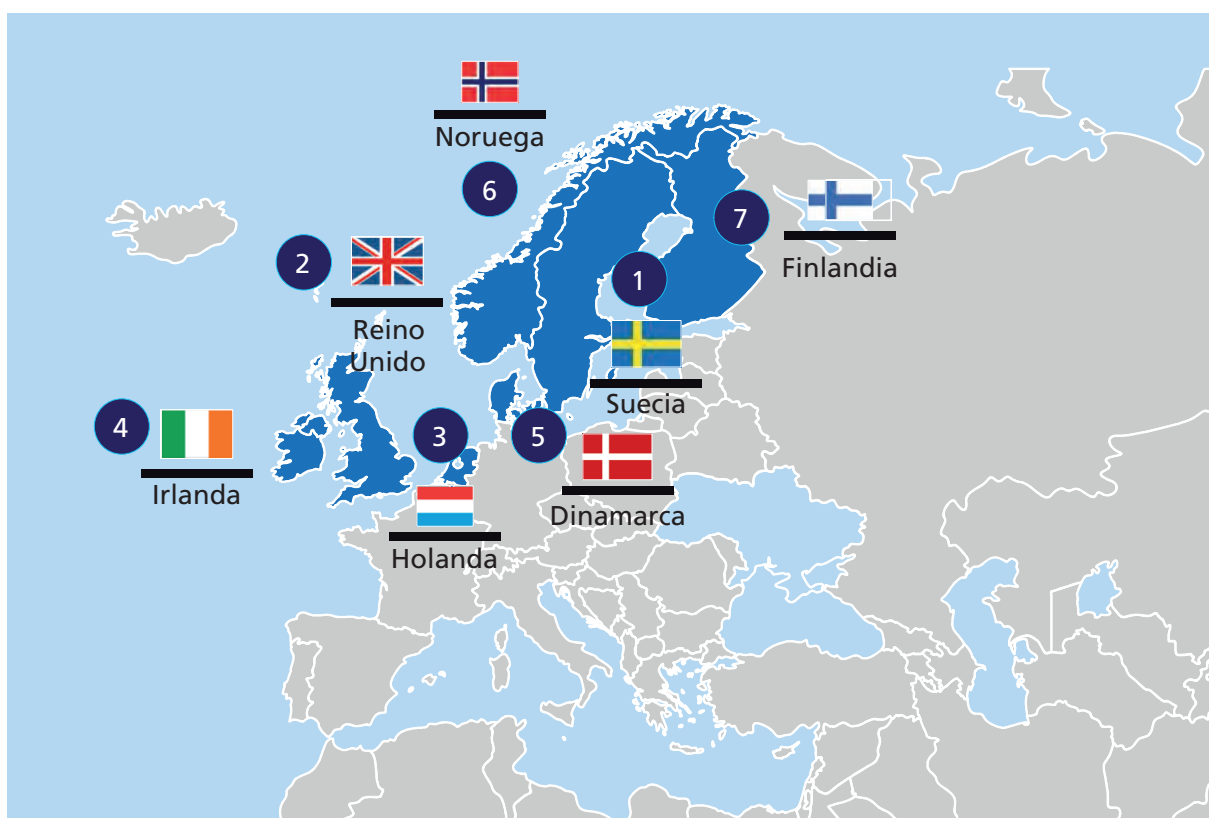 Noruega
6
7
Finlandia
2
Reino
Unido
1
Suecia
4
Irlanda
3
Holanda
5
Dinamarca